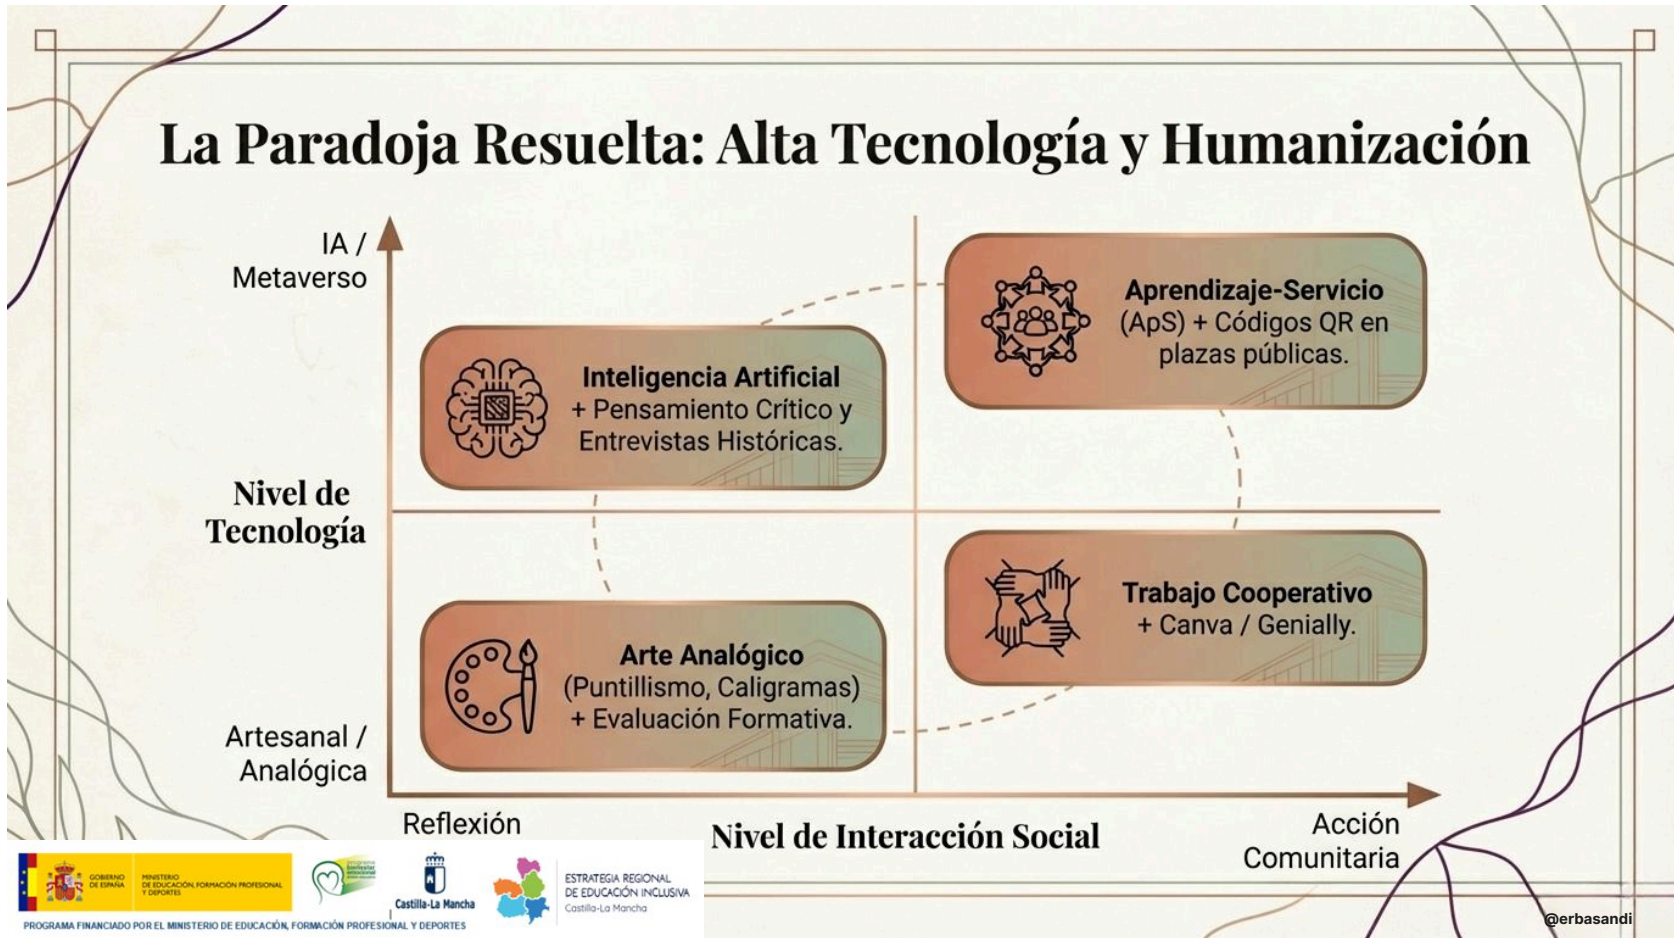 La Paradoja Resuelta: Alta Tecnología y Humanización
IA /
Metaverso
Aprendizaje-Servicio
(ApS) + Códigos QR en
plazas públicas.
Inteligencia Artificial
+ Pensamiento Crítico y
Entrevistas Históricas.
Nivel de
Tecnología
Trabajo Cooperativo
+ Canva / Genially.
Arte Analógico
(Puntillismo, Caligramas)
+ Evaluación Formativa.
Artesanal /
Analógica
Reflexión
Nivel de Interacción Social
Acción
Comunitaria
GOBIERNO
DE ESPAÑA
MINISTERIO
DE EDUCACIÓN, FORMACIÓN PROFESIONAL
Y DEPORTES
bienestar
emocional
Castilla-La Mancha
ESTRATEGIA REGIONAL
DE EDUCACIÓN INCLUSIVA
Castilla-La Mancha
PROGRAMA FINANCIADO POR EL MINISTERIO DE EDUCACIÓN, FORMACIÓN PROFESIONAL Y DEPORTES
@erbasandi